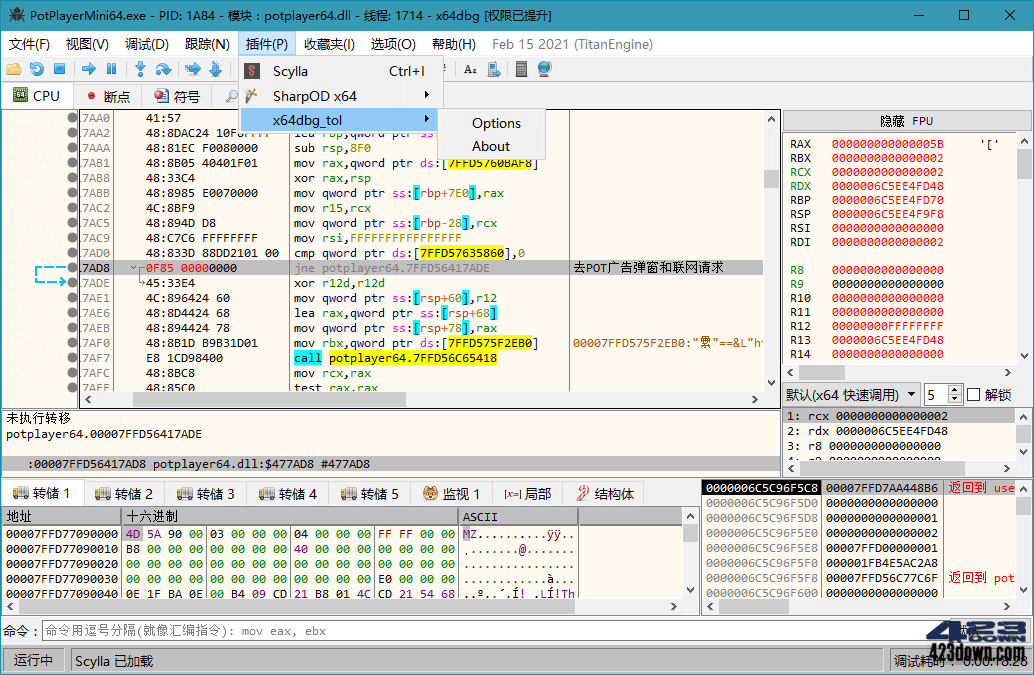 PotPlayerMini64.exe - PID: 1A84 - 模块：potplayer64.dll - 线程: 1714 - x64dbg [权限已提升]
文件(F) 视图(V) 调试(D) 跟踪(N) 插件(P) 收藏夹(I) 选项(O) 帮助(H) Feb 15 2021 (TitanEngine)
Scylla Ctrl+I
SharpOD x64
x64dbg_tol
Options
About
CPU 断点 符号
7AA0 41:57
7AA2 48:8DAC24 10F8FFFF
7AAA 48:81EC F0080000 sub rsp,8F0
7AB1 48:8B05 40401F01 mov rax,qword ptr ds:[7FFD5760BAF8]
7AB8 48:33C4 xor rax,rsp
7ABB 48:8985 E0070000 mov qword ptr ss:[rbp+7E0],rax
7AC2 4C:8BF9 mov r15,rcx
7AC5 48:894D D8 mov qword ptr ss:[rbp-28],rcx
7AC9 48:C7C6 FFFFFFFF mov rsi,FFFFFFFFFFFFFFFF
7AD0 48:833D 88DD2101 00 cmp qword ptr ds:[7FFD57635860],0
7AD8 0F85 00000000 jne potplayer64.7FFD56417ADE 去POT广告弹窗和联网请求
7ADE 45:33E4 xor r12d,r12d
7AE1 4C:896424 60 mov qword ptr ss:[rsp+60],r12
7AE6 48:8D4424 68 lea rax,qword ptr ss:[rsp+68]
7AEB 48:894424 78 mov qword ptr ss:[rsp+78],rax
7AF0 48:8B1D B9B31D01 mov rbx,qword ptr ds:[7FFD575F2EB0] 00007FFD575F2EB0:"累"==&L"ht
7AF7 E8 1CD98400 call potplayer64.7FFD56C65418
7AFC 48:8BC8 mov rcx,rax
7AFF 48:85C0 test rax,rax
隐藏 FPU
RAX 000000000000005B '['
RBX 0000000000000002
RCX 0000000000000002
RDX 0000006C5EE4FD48
RBP 0000006C5EE4FD70
RSP 0000006C5EE4F9F8
RSI 0000000000000000
RDI 0000000000000002
R8 0000000000000000
R9 0000000000000000
R10 0000000000000000
R11 0000000000000000
R12 00000000FFFFFFFF
R13 0000006C5EE4FD48
R14 0000000000000000
默认(x64 快速调用) 5 解锁
1: rcx 0000000000000002
2: rdx 0000006C5EE4FD48
3: r8 0000000000000000
未执行转移
potplayer64.00007FFD56417ADE
:00007FFD56417AD8 potplayer64.dll:$477AD8 #477AD8
转储 1 转储 2 转储 3 转储 4 转储 5 监视 1 [x=] 局部 结构体
地址 十六进制 ASCII
00007FFD77090000 4D 5A 90 00 03 00 00 00 04 00 00 00 FF FF 00 00 MZ..........ÿÿ..
00007FFD77090010 B8 00 00 00 00 00 00 00 40 00 00 00 00 00 00 00 ¸.......@.......
00007FFD77090020 00 00 00 00 00 00 00 00 00 00 00 00 00 00 00 00 ................
00007FFD77090030 00 00 00 00 00 00 00 00 00 00 00 00 E0 00 00 00 ............à...
00007FFD77090040 0E 1F BA 0E 00 B4 09 CD 21 B8 01 4C CD 21 54 68 ..º..´.Í!¸.LÍ!Th
0000006C5C96F5C8 00007FFD7AA448B6 返回到 use
0000006C5C96F5D0 0000000000000000
0000006C5C96F5D8 0000000000000001
0000006C5C96F5E0 0000000000000002
0000006C5C96F5E8 00007FFD00000001
0000006C5C96F5F0 00001FB4E5AC2A8
0000006C5C96F5F8 00007FFD56C77C6F 返回到 pot
0000006C5C96F600 0000000000000000
命令： 命令用逗号分隔(就像汇编指令): mov eax, ebx
运行中 Scylla 已加载 调试耗时： 0:00:18:28
423down.com